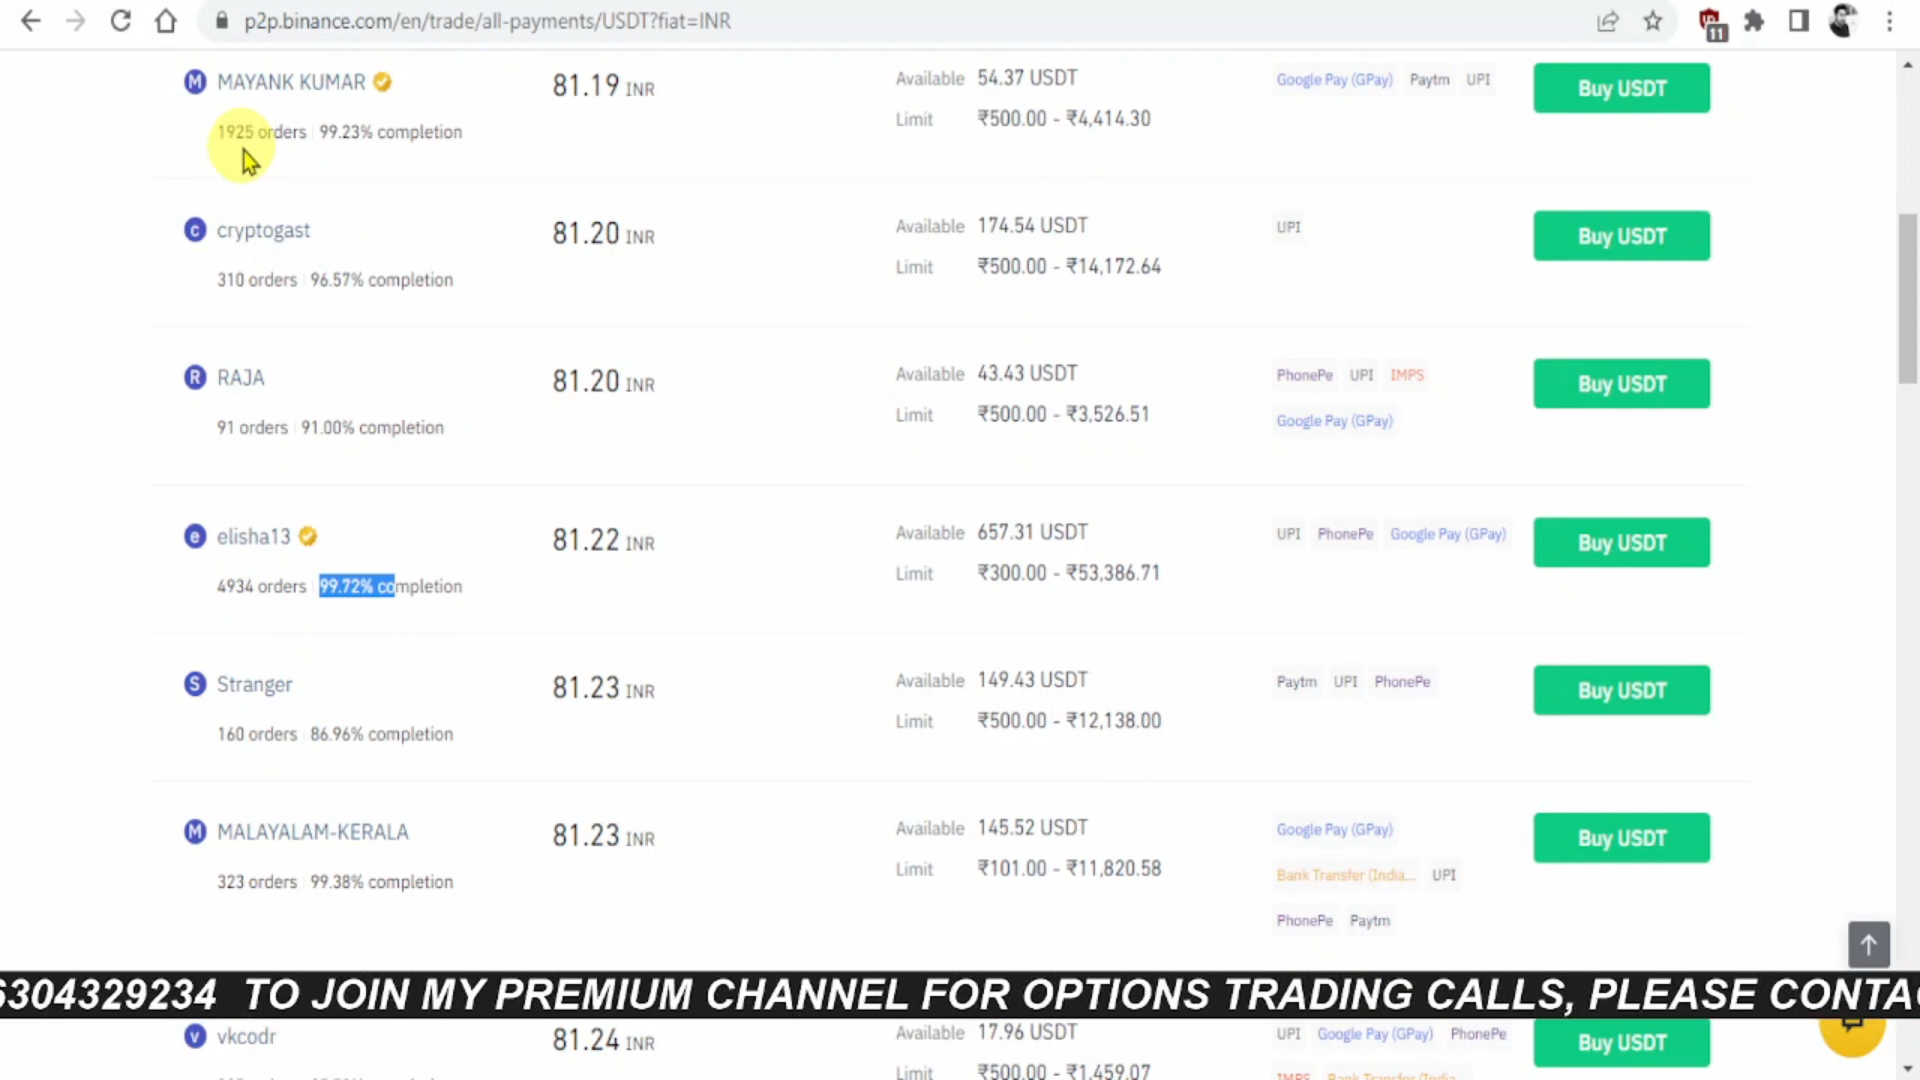 p2p.binance.com/en/trade/all-payments/USDT?fiat=INR
11
M MAYANK KUMAR 81.19 INR Available 54.37 USDT Google Pay (GPay) Paytm UPI Buy USDT
1925 orders 99.23% completion Limit ₹500.00 - ₹4,414.30
c cryptogast 81.20 INR Available 174.54 USDT UPI Buy USDT
310 orders 96.57% completion Limit ₹500.00 - ₹14,172.64
R RAJA 81.20 INR Available 43.43 USDT PhonePe UPI IMPS Buy USDT
91 orders 91.00% completion Limit ₹500.00 - ₹3,526.51 Google Pay (GPay)
e elisha13 81.22 INR Available 657.31 USDT UPI PhonePe Google Pay (GPay) Buy USDT
4934 orders 99.72% completion Limit ₹300.00 - ₹53,386.71
S Stranger 81.23 INR Available 149.43 USDT Paytm UPI PhonePe Buy USDT
160 orders 86.96% completion Limit ₹500.00 - ₹12,138.00
M MALAYALAM-KERALA 81.23 INR Available 145.52 USDT Google Pay (GPay) Buy USDT
323 orders 99.38% completion Limit ₹101.00 - ₹11,820.58 Bank Transfer (India... UPI
PhonePe Paytm
6304329234 TO JOIN MY PREMIUM CHANNEL FOR OPTIONS TRADING CALLS, PLEASE CONTA
v vkcodr 81.24 INR Available 17.96 USDT UPI Google Pay (GPay) PhonePe Buy USDT
Limit ₹500.00 - ₹1,459.07 IMPS Bank Transfer (India